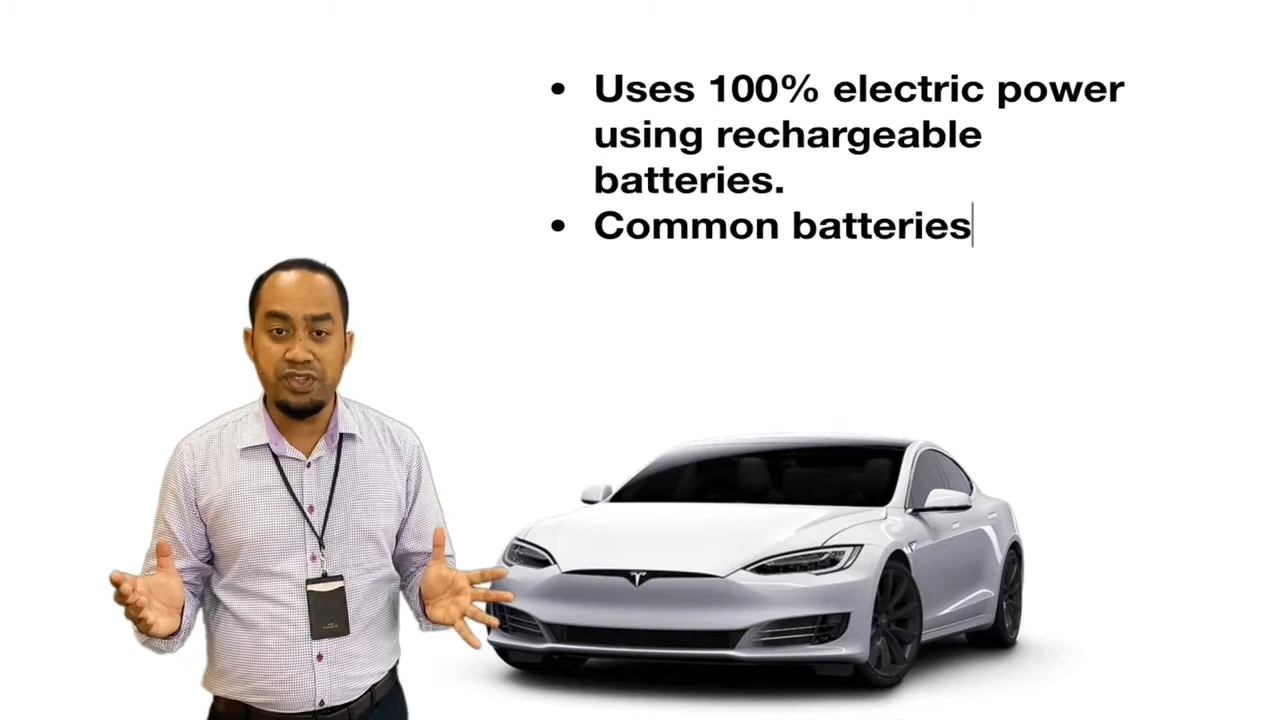 • Uses 100% electric power
using rechargeable
batteries.
• Common batteries